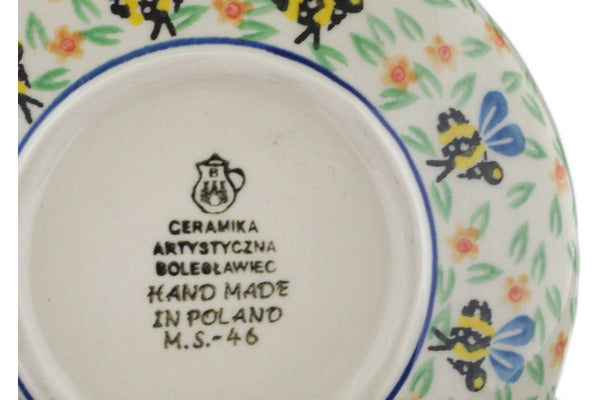 B
CERAMIKA
ARTYSTYCZNA
BOLESŁAWIEC
HAND MADE
IN POLAND
M.S.-46